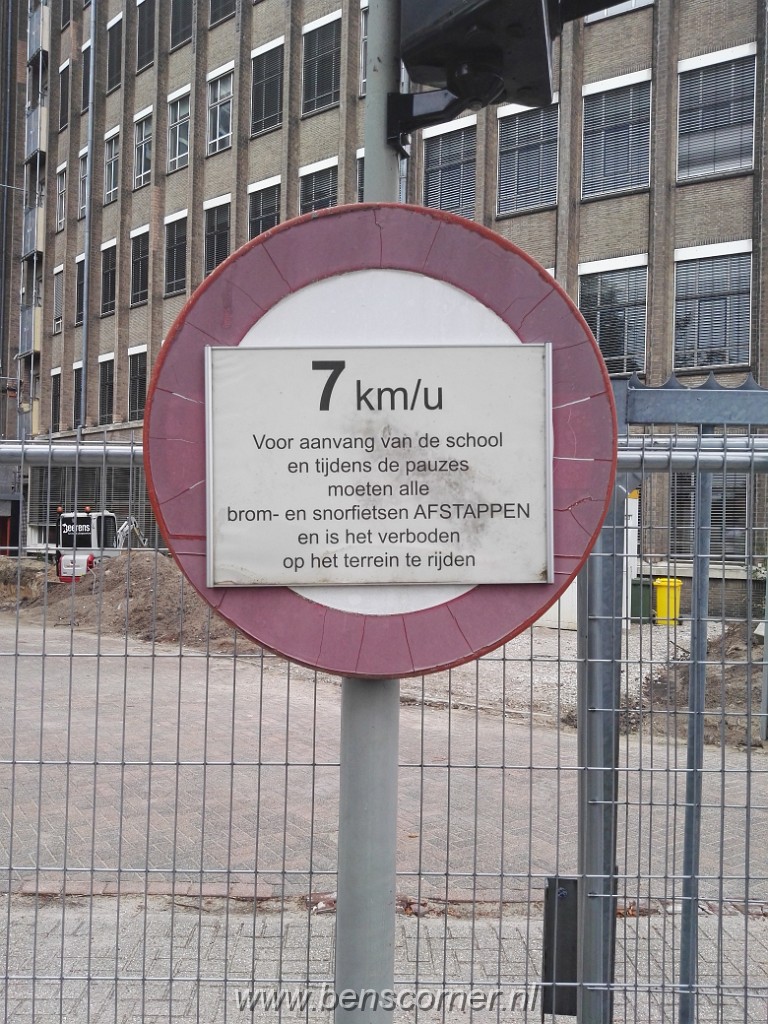 7 km/u
Voor aanvang van de school
en tijdens de pauzes
moeten alle
brom- en snorfietsen AFSTAPPEN
en is het verboden
op het terrein te rijden
Beerens
www.benscorner.nl